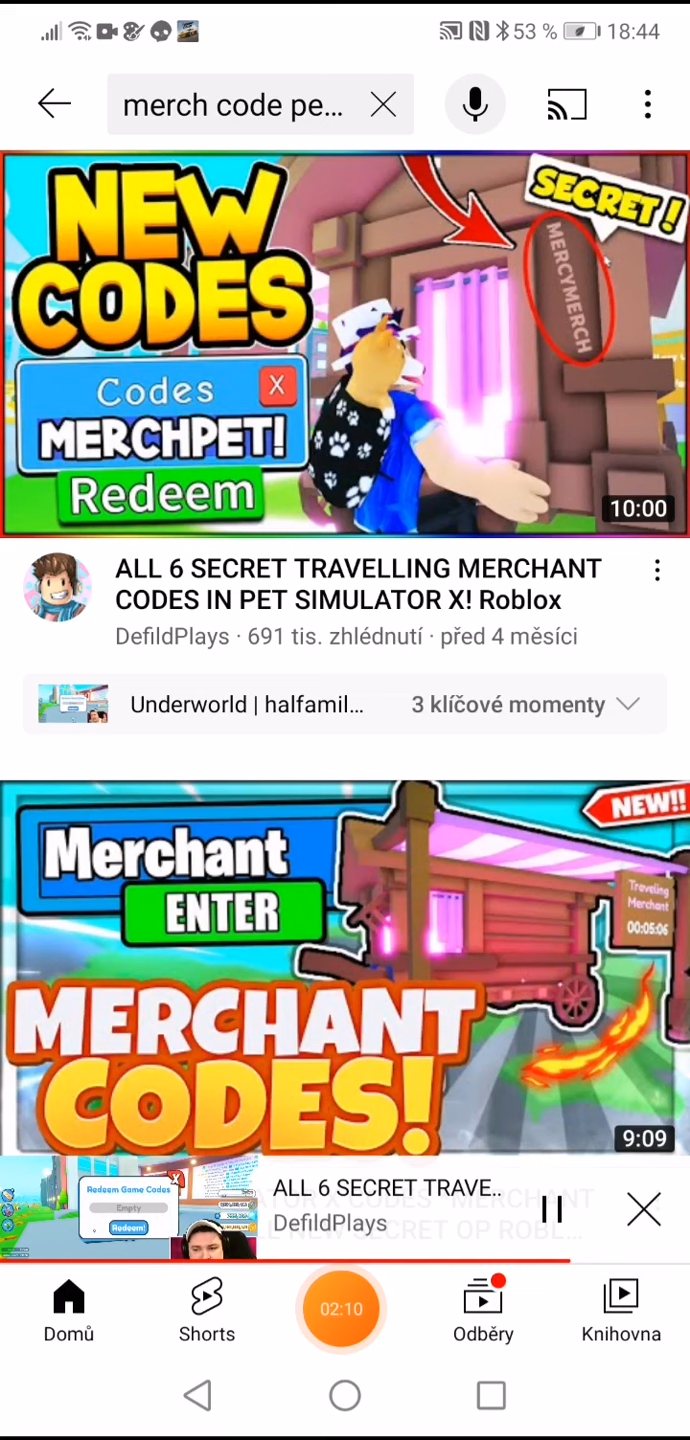 53 % 18:44
merch code pe...
NEW
CODES
SECRET!
MERCYMERCH
Codes X
MERCHPET!
Redeem
10:00
ALL 6 SECRET TRAVELLING MERCHANT
CODES IN PET SIMULATOR X! Roblox
DefildPlays · 691 tis. zhlédnutí · před 4 měsíci
Underworld | halfamil... 3 klíčové momenty
NEW!!
Merchant
ENTER
Traveling
Merchant
00:05:06
MERCHANT
CODES!
9:09
Redeem Game Codes
Empty
Redeem!
X
ALL 6 SECRET TRAVE..
DefildPlays
02:10
Domů
Shorts
Odběry
Knihovna